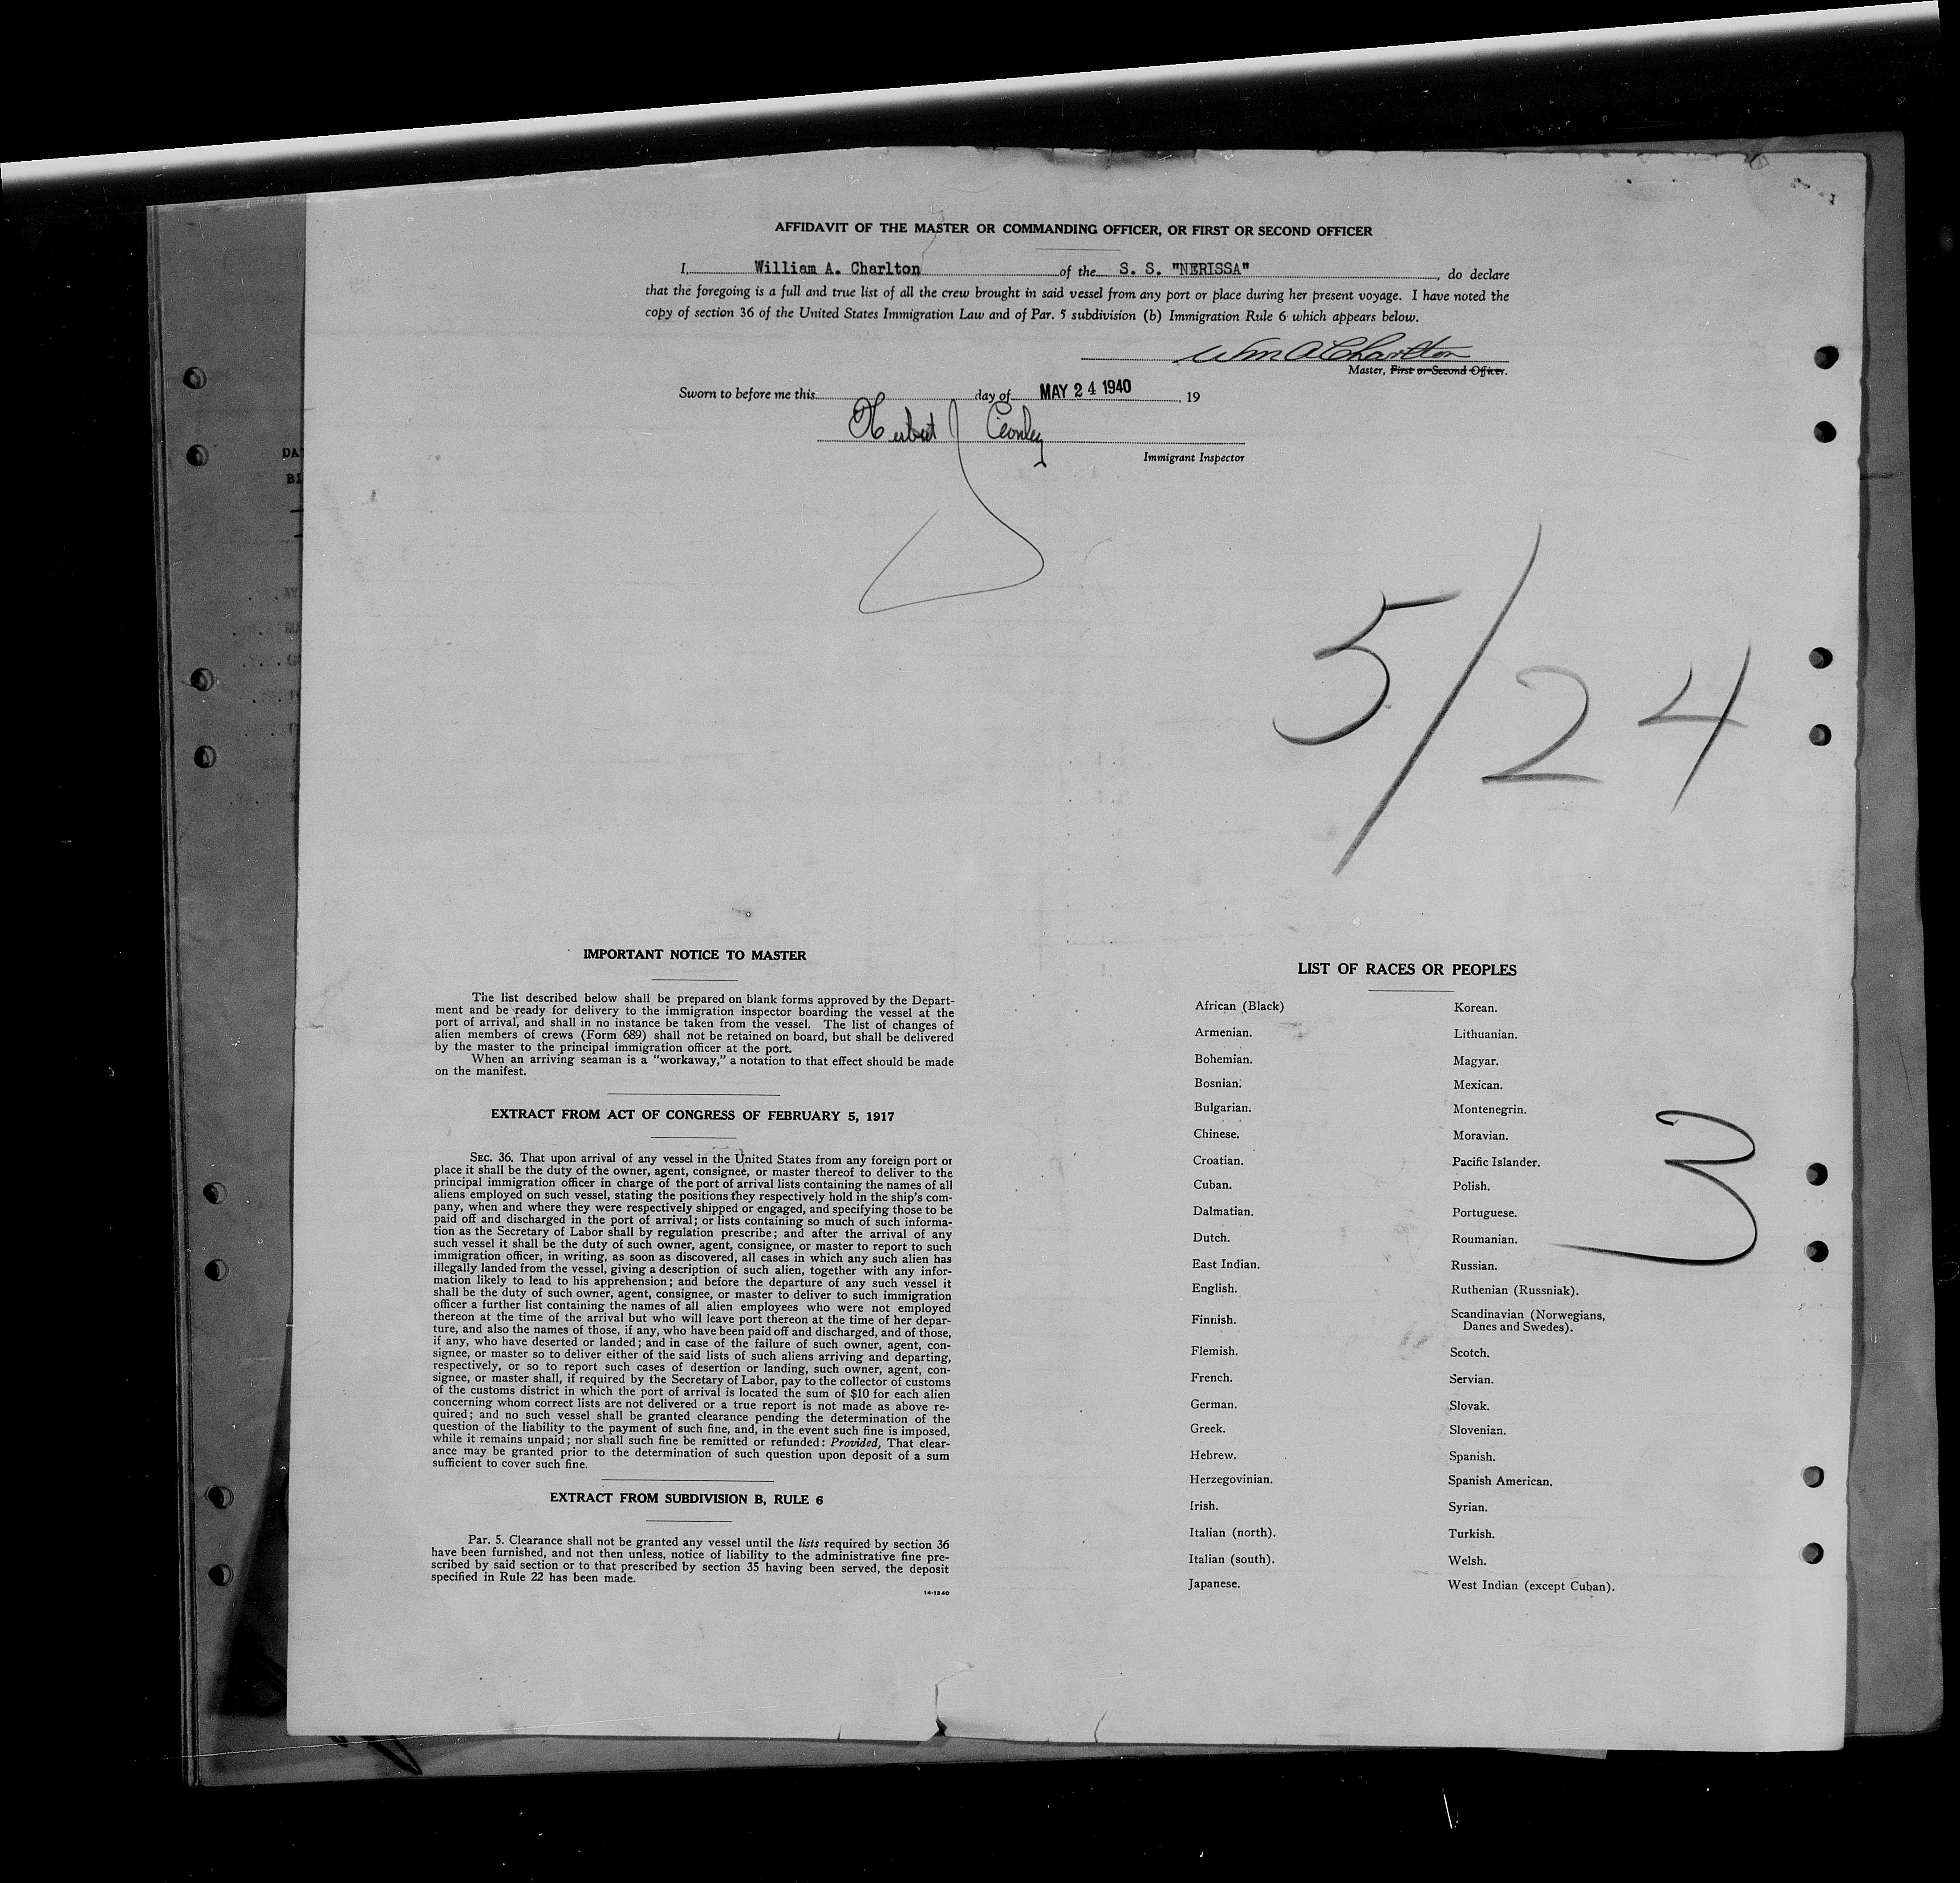 AFFIDAVIT OF THE MASTER OR COMMANDING OFFICER, OR FIRST OR SECOND OFFICER
I, William A. Charlton of the S. S. "NERISSA", do declare
that the foregoing is a full and true list of all the crew brought in said vessel from any port or place during her present voyage. I have noted the
copy of section 36 of the United States Immigration Law and of Par. 5 subdivision (b) Immigration Rule 6 which appears below.
Wm A Charlton
Master, First or Second Officer.
Sworn to before me this day of MAY 24 1940, 19
Herbert J
Immigrant Inspector
DA
BI
5/24
IMPORTANT NOTICE TO MASTER
The list described below shall be prepared on blank forms approved by the Depart-
ment and be ready for delivery to the immigration inspector boarding the vessel at the
port of arrival, and shall in no instance be taken from the vessel. The list of changes of
alien members of crews (Form 689) shall not be retained on board, but shall be delivered
by the master to the principal immigration officer at the port.
When an arriving seaman is a "workaway," a notation to that effect should be made
on the manifest.
EXTRACT FROM ACT OF CONGRESS OF FEBRUARY 5, 1917
SEC. 36. That upon arrival of any vessel in the United States from any foreign port or
place it shall be the duty of the owner, agent, consignee, or master thereof to deliver to the
principal immigration officer in charge of the port of arrival lists containing the names of all
aliens employed on such vessel, stating the positions they respectively hold in the ship's com-
pany, when and where they were respectively shipped or engaged, and specifying those to be
paid off and discharged in the port of arrival; or lists containing so much of such informa-
tion as the Secretary of Labor shall by regulation prescribe; and after the arrival of any
such vessel it shall be the duty of such owner, agent, consignee, or master to report to such
immigration officer, in writing, as soon as discovered, all cases in which any such alien has
illegally landed from the vessel, giving a description of such alien, together with any infor-
mation likely to lead to his apprehension; and before the departure of any such vessel it
shall be the duty of such owner, agent, consignee, or master to deliver to such immigration
officer a further list containing the names of all alien employees who were not employed
thereon at the time of the arrival but who will leave port thereon at the time of her depar-
ture, and also the names of those, if any, who have been paid off and discharged, and of those,
if any, who have deserted or landed; and in case of the failure of such owner, agent, con-
signee, or master so to deliver either of the said lists of such aliens arriving and departing,
respectively, or so to report such cases of desertion or landing, such owner, agent, con-
signee, or master shall, if required by the Secretary of Labor, pay to the collector of customs
of the customs district in which the port of arrival is located the sum of $10 for each alien
concerning whom correct lists are not delivered or a true report is not made as above re-
quired; and no such vessel shall be granted clearance pending the determination of the
question of the liability to the payment of such fine, and, in the event such fine is imposed,
while it remains unpaid; nor shall such fine be remitted or refunded: Provided, That clear-
ance may be granted prior to the determination of such question upon deposit of a sum
sufficient to cover such fine.
EXTRACT FROM SUBDIVISION B, RULE 6
Par. 5. Clearance shall not be granted any vessel until the lists required by section 36
have been furnished, and not then unless, notice of liability to the administrative fine pre-
scribed by said section or to that prescribed by section 35 having been served, the deposit
specified in Rule 22 has been made.
14-1240
LIST OF RACES OR PEOPLES
African (Black)
Armenian.
Bohemian.
Bosnian.
Bulgarian.
Chinese.
Croatian.
Cuban.
Dalmatian.
Dutch.
East Indian.
English.
Finnish.
Flemish.
French.
German.
Greek.
Hebrew.
Herzegovinian.
Irish.
Italian (north).
Italian (south).
Japanese.
Korean.
Lithuanian.
Magyar.
Mexican.
Montenegrin.
Moravian.
Pacific Islander.
Polish.
Portuguese.
Roumanian.
Russian.
Ruthenian (Russniak).
Scandinavian (Norwegians,
Danes and Swedes).
Scotch.
Servian.
Slovak.
Slovenian.
Spanish.
Spanish American.
Syrian.
Turkish.
Welsh.
West Indian (except Cuban).
3